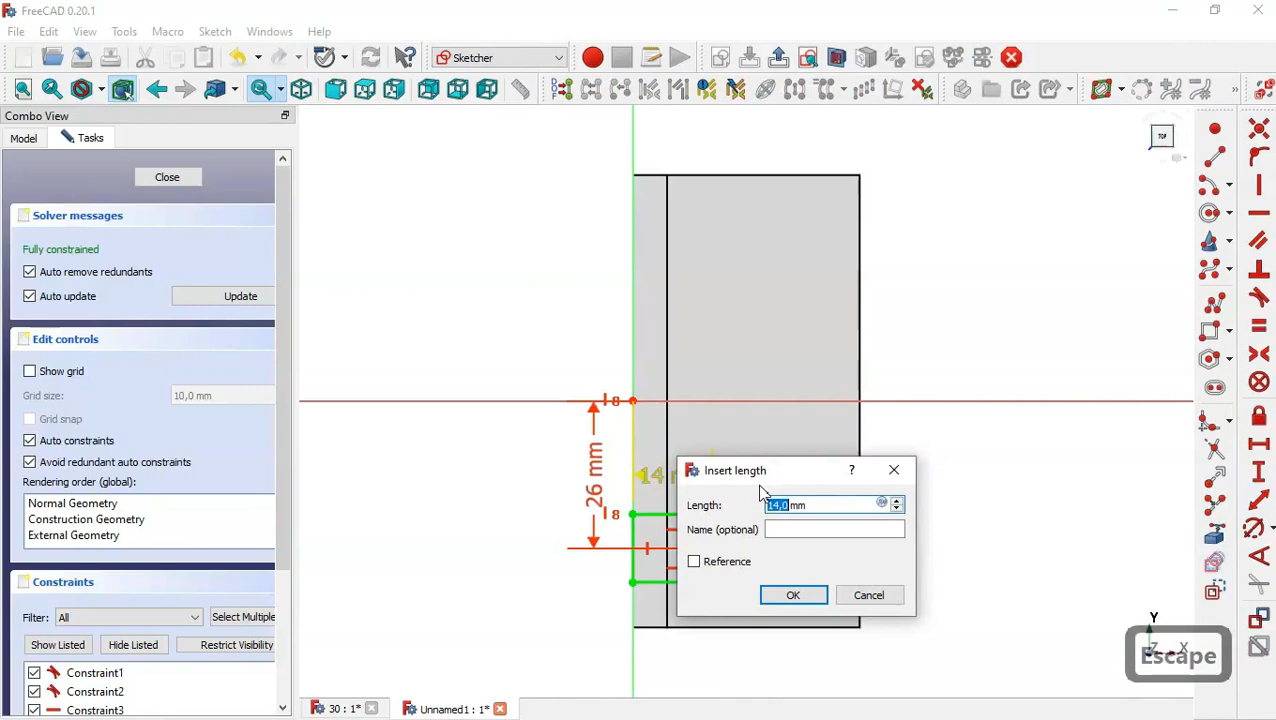 FreeCAD 0.20.1
File Edit View Tools Macro Sketch Windows Help
Sketcher
Combo View
Model Tasks
Close
Solver messages
Fully constrained
Auto remove redundants
Auto update Update
Edit controls
Show grid
Grid size: 10,0 mm
Grid snap
Auto constraints
Avoid redundant auto constraints
Rendering order (global):
Normal Geometry
Construction Geometry
External Geometry
Constraints
Filter: All Select Multiple
Show Listed Hide Listed Restrict Visibility
Constraint1
Constraint2
Constraint3
TOP
8
26 mm
14
8
Insert length ?
Length: 14,0 mm
Name (optional)
Reference
OK Cancel
Y
Z X
Escape
30 : 1* Unnamed1 : 1*